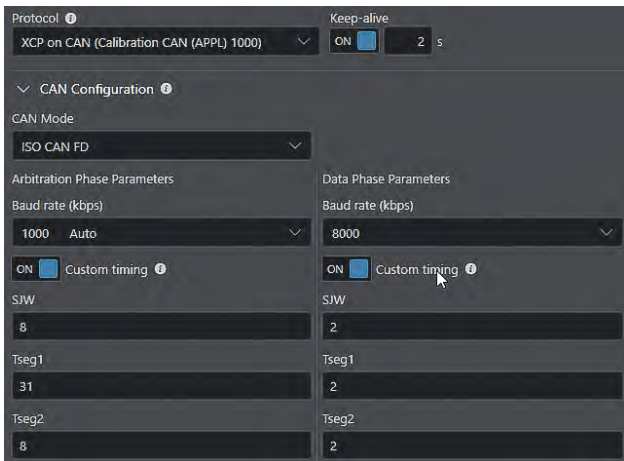 Protocol Keep-alive
XCP on CAN (Calibration CAN (APPL) 1000) ON 2 s
CAN Configuration
CAN Mode
ISO CAN FD
Arbitration Phase Parameters Data Phase Parameters
Baud rate (kbps) Baud rate (kbps)
1000 Auto 8000
ON Custom timing ON Custom timing
SJW SJW
8 2
Tseg1 Tseg1
31 2
Tseg2 Tseg2
8 2